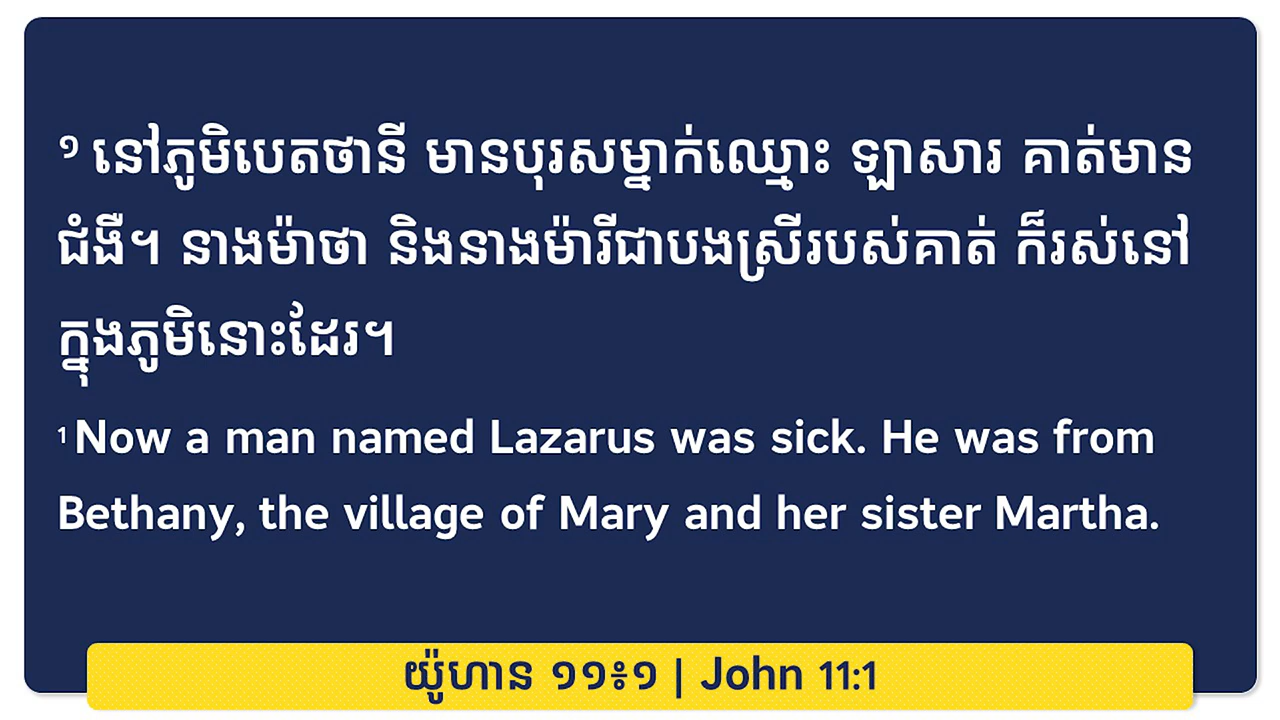 ១ នៅភូមិបេតថានី មានបុរសម្នាក់ឈ្មោះ ឡាសារ គាត់មាន
ជំងឺ។ នាងម៉ាថា និងនាងម៉ារីជាបងស្រីរបស់គាត់ ក៏រស់នៅ
ក្នុងភូមិនោះដែរ។
1 Now a man named Lazarus was sick. He was from
Bethany, the village of Mary and her sister Martha.
យ៉ូហាន ១១៖១ | John 11:1